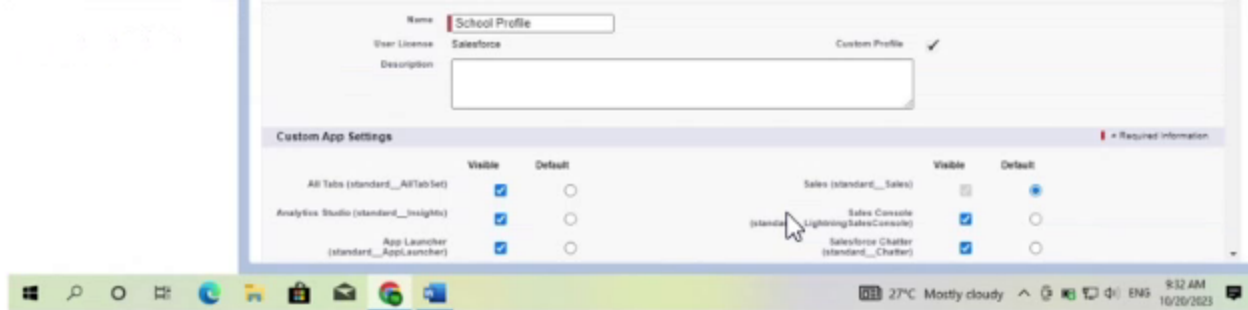 Name School Profile
User License Salesforce Custom Profile
Description
Custom App Settings = Required Information
Visible Default Visible Default
All Tabs (standard__AllTabSet) Sales (standard__Sales)
Analytics Studio (standard__Insights) Sales Console
(standard__LightningSalesConsole)
App Launcher
(standard__AppLauncher) Salesforce Chatter
(standard__Chatter)
27°C Mostly cloudy ENG 9:32 AM
10/20/2023